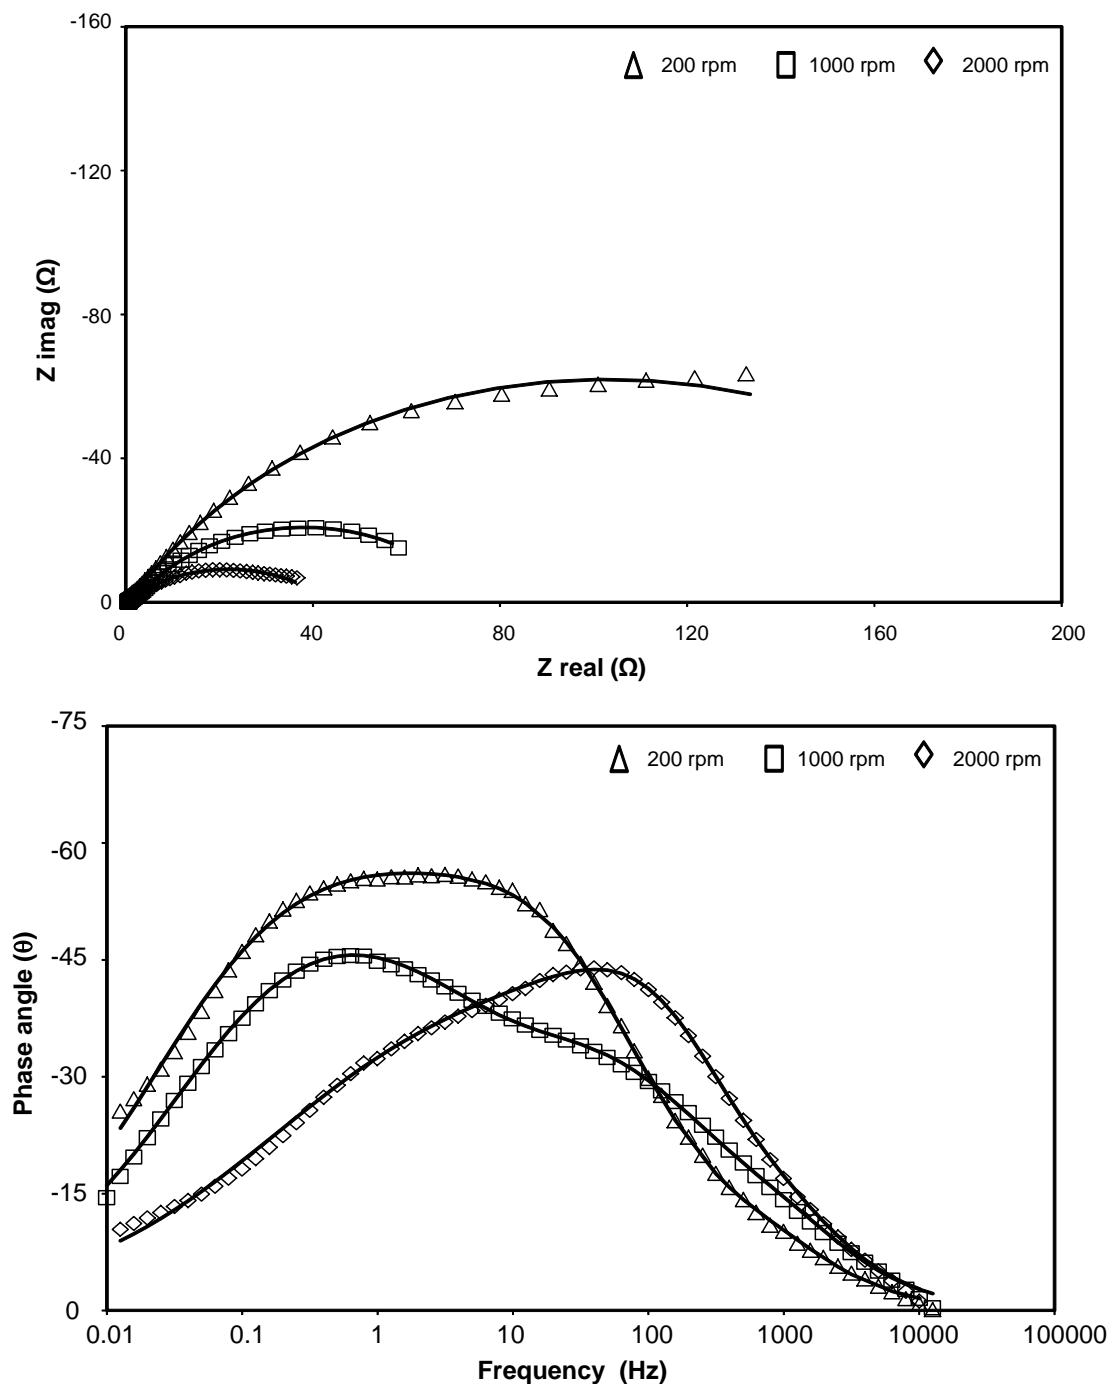 -160
200 rpm 1000 rpm 2000 rpm
-120
Z imag (Ω)
-80
-40
0
0 40 80 120 160 200
Z real (Ω)
-75
200 rpm 1000 rpm 2000 rpm
-60
Phase angle (θ)
-45
-30
-15
0
0.01 0.1 1 10 100 1000 10000 100000
Frequency (Hz)